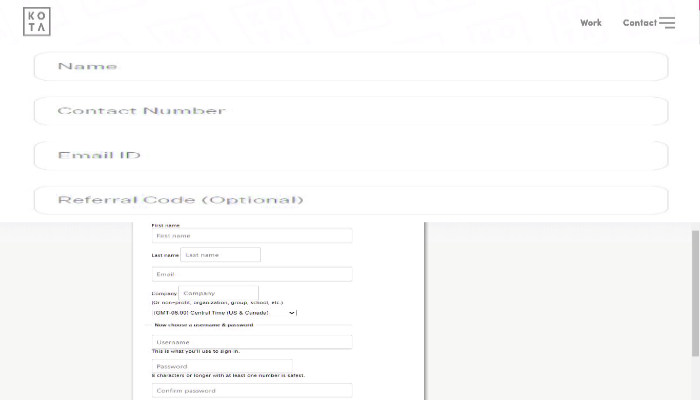 KO
TA
Work
Contact
Name
Contact Number
Email ID
Referral Code (Optional)
First name
First name
Last name Last name
Email
Company Company
(Or non-profit, organization, group, school, etc.)
(GMT-06:00) Central Time (US & Canada)
Now choose a username & password
Username
This is what you'll use to sign in.
Password
8 characters or longer with at least one number is safest.
Confirm password